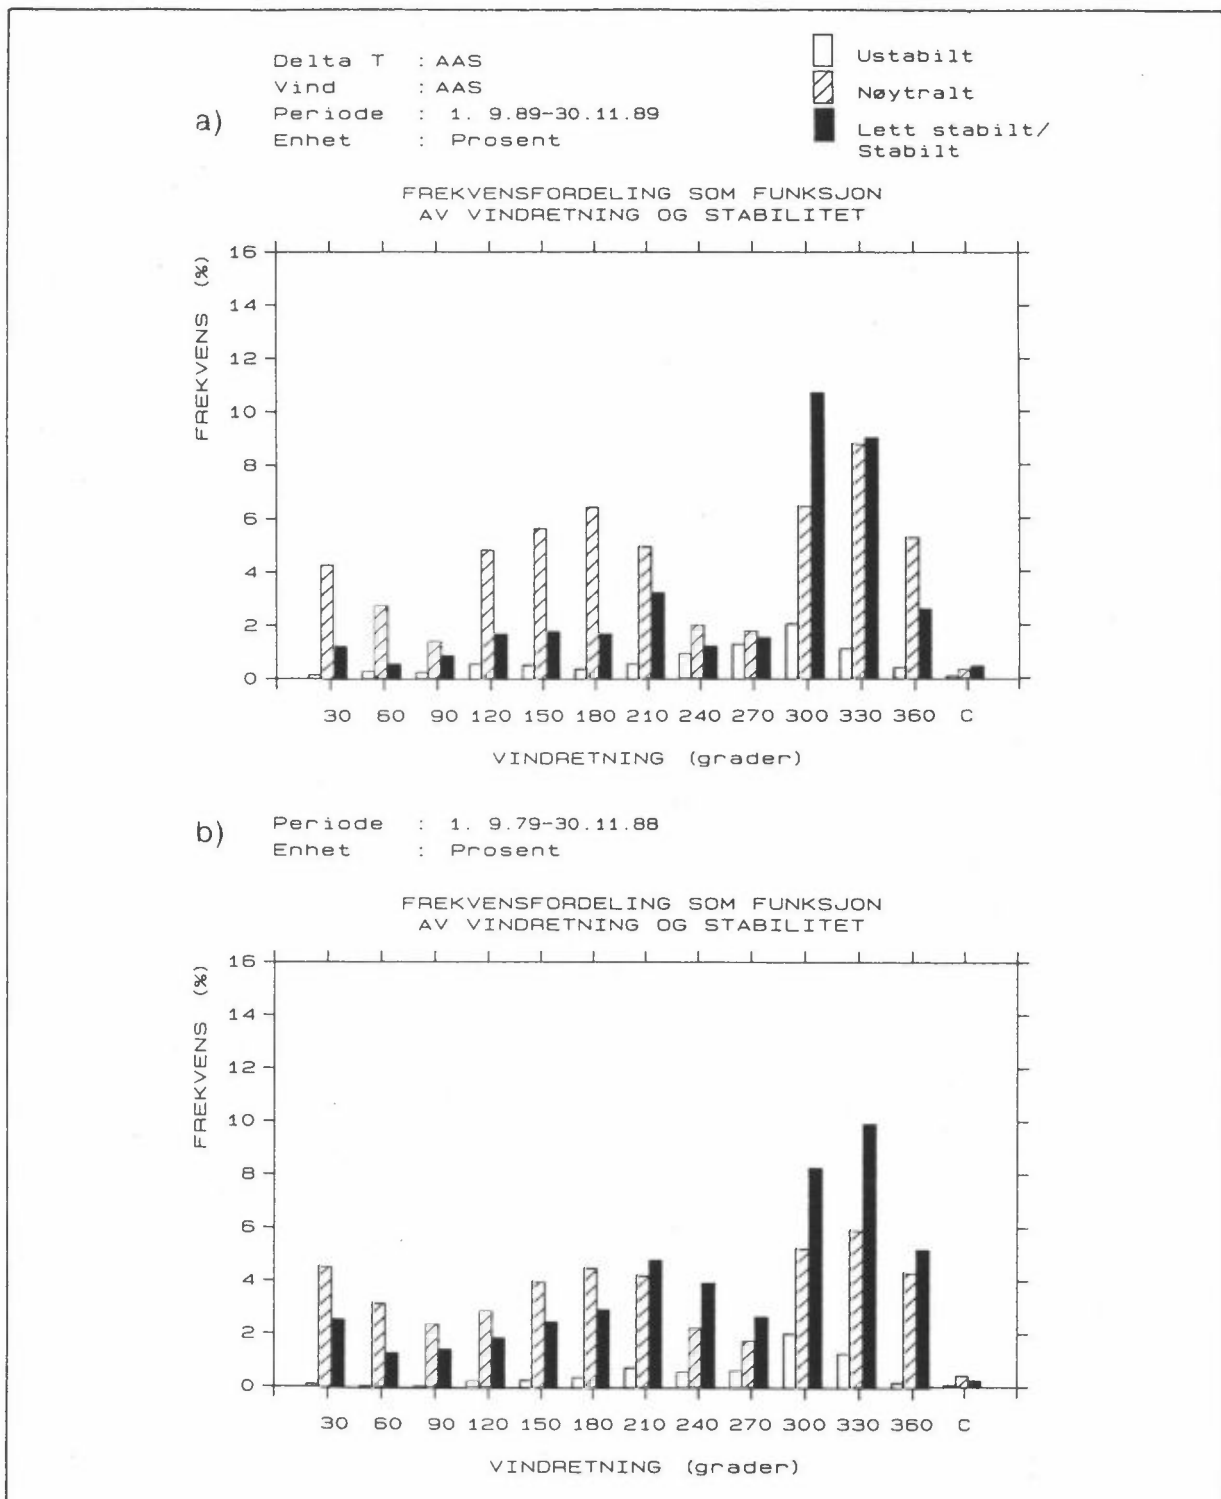 a)
Delta T : AAS
Vind : AAS
Periode : 1. 9.89-30.11.89
Enhet : Prosent
Ustabilt
Nøytralt
Lett stabilt/
Stabilt
FREKVENSFORDELING SOM FUNKSJON
AV VINDRETNING OG STABILITET
FREKVENS (%)
16
14
12
10
8
6
4
2
0
30 60 90 120 150 180 210 240 270 300 330 360 C
VINDRETNING (grader)
b)
Periode : 1. 9.79-30.11.88
Enhet : Prosent
FREKVENSFORDELING SOM FUNKSJON
AV VINDRETNING OG STABILITET
FREKVENS (%)
16
14
12
10
8
6
4
2
0
30 60 90 120 150 180 210 240 270 300 330 360 C
VINDRETNING (grader)